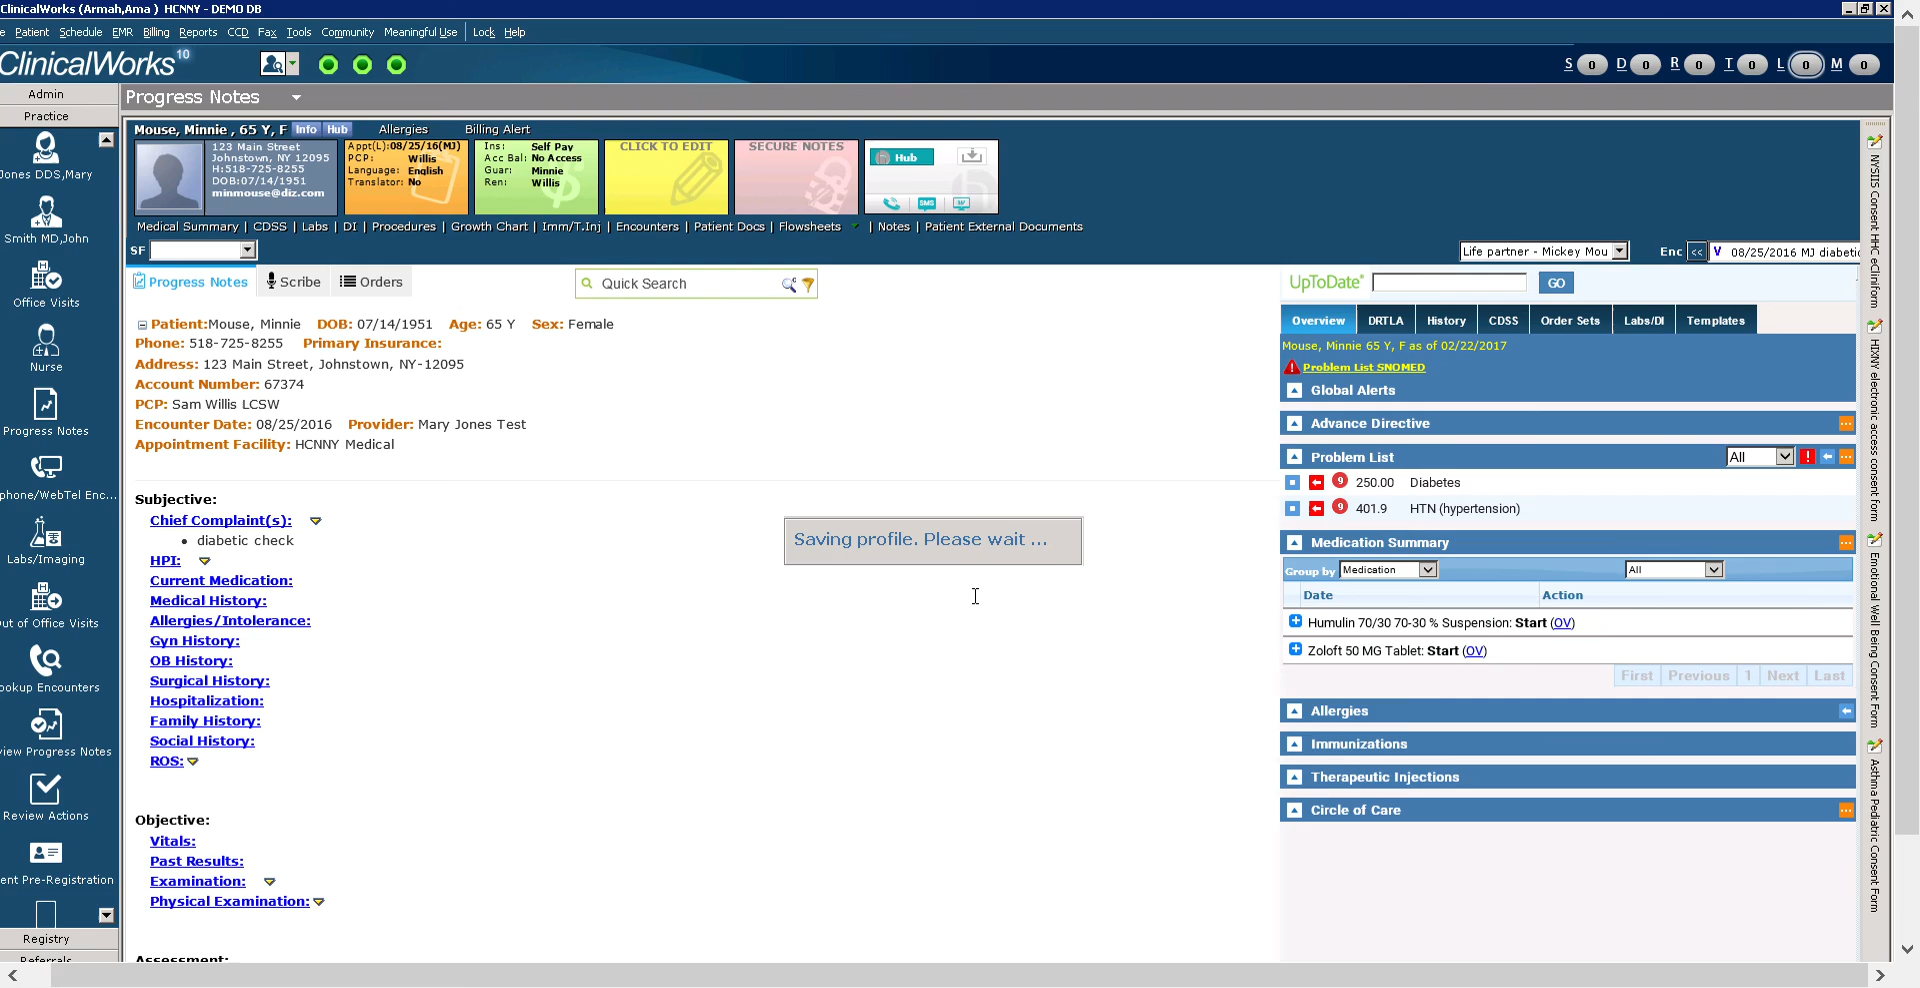 ClinicalWorks (Armah,Ama ) HCNNY - DEMO DB
e Patient Schedule EMR Billing Reports CCD Fax Tools Community Meaningful Use Lock Help
ClinicalWorks 10
S 0 D 0 R 0 T 0 L 0 M 0
Admin
Practice
Jones DDS,Mary
Smith MD,John
Office Visits
Nurse
Progress Notes
phone/WebTel Enc...
Labs/Imaging
ut of Office Visits
ookup Encounters
view Progress Notes
Review Actions
ent Pre-Registration
Registry
Referrals
Progress Notes
Mouse, Minnie , 65 Y, F Info Hub Allergies Billing Alert
123 Main Street
Johnstown, NY 12095
H:518-725-8255
DOB:07/14/1951
minmouse@diz.com
Appt(L):08/25/16(MJ)
PCP: Willis
Language: English
Translator: No
Ins: Self Pay
Acc Bal: No Access
Guar: Minnie
Ren: Willis
CLICK TO EDIT
SECURE NOTES
Hub
SMS
Medical Summary | CDSS | Labs | DI | Procedures | Growth Chart | Imm/T.Inj | Encounters | Patient Docs | Flowsheets | Notes | Patient External Documents
SF
Life partner - Mickey Mou Enc << V 08/25/2016 MJ diabetic
Progress Notes Scribe Orders
Quick Search
Patient:Mouse, Minnie DOB: 07/14/1951 Age: 65 Y Sex: Female
Phone: 518-725-8255 Primary Insurance:
Address: 123 Main Street, Johnstown, NY-12095
Account Number: 67374
PCP: Sam Willis LCSW
Encounter Date: 08/25/2016 Provider: Mary Jones Test
Appointment Facility: HCNNY Medical
Subjective:
Chief Complaint(s):
• diabetic check
HPI:
Current Medication:
Medical History:
Allergies/Intolerance:
Gyn History:
OB History:
Surgical History:
Hospitalization:
Family History:
Social History:
ROS:
Objective:
Vitals:
Past Results:
Examination:
Physical Examination:
Assessment:
Saving profile. Please wait ...
UpToDate® GO
Overview DRTLA History CDSS Order Sets Labs/DI Templates
Mouse, Minnie 65 Y, F as of 02/22/2017
Problem List SNOMED
Global Alerts
Advance Directive
Problem List All
9 250.00 Diabetes
9 401.9 HTN (hypertension)
Medication Summary
Group by Medication All
Date Action
Humulin 70/30 70-30 % Suspension: Start (OV)
Zoloft 50 MG Tablet: Start (OV)
First Previous 1 Next Last
Allergies
Immunizations
Therapeutic Injections
Circle of Care
NYSIIS Consent HHC eCliniform
HIXNY electronic access consent form
Emotional Well Being Consent Form
Asthma Pediatric Consent Form